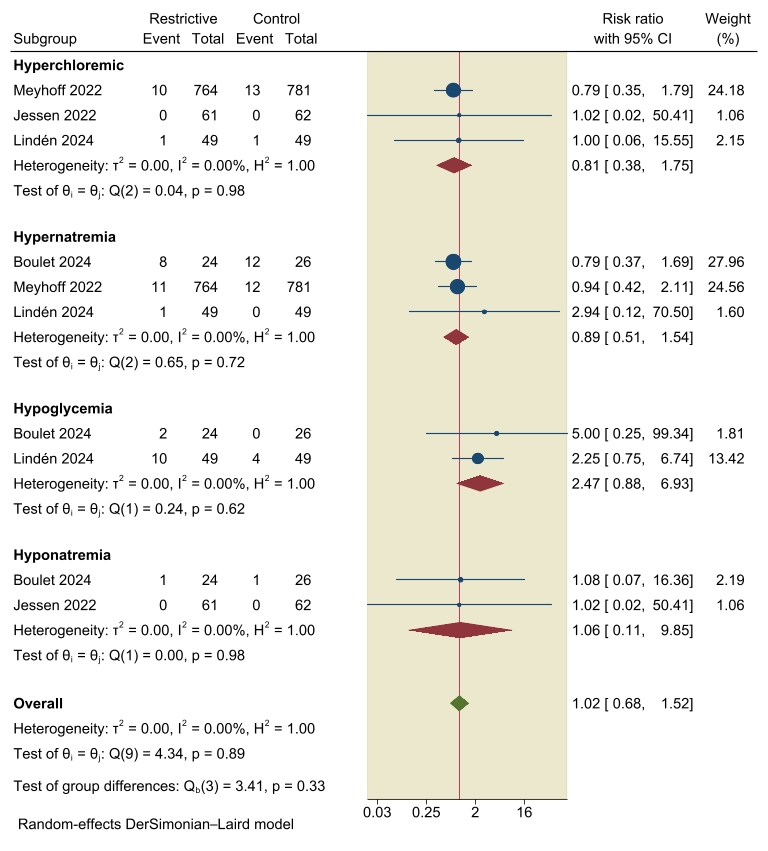 Restrictive Control Risk ratio Weight
Subgroup Event Total Event Total with 95% CI (%)
Hyperchloremic
Meyhoff 2022 10 764 13 781 0.79 [ 0.35, 1.79] 24.18
Jessen 2022 0 61 0 62 1.02 [ 0.02, 50.41] 1.06
Lindén 2024 1 49 1 49 1.00 [ 0.06, 15.55] 2.15
Heterogeneity: τ² = 0.00, I² = 0.00%, H² = 1.00 0.81 [ 0.38, 1.75]
Test of θᵢ = θⱼ: Q(2) = 0.04, p = 0.98
Hypernatremia
Boulet 2024 8 24 12 26 0.79 [ 0.37, 1.69] 27.96
Meyhoff 2022 11 764 12 781 0.94 [ 0.42, 2.11] 24.56
Lindén 2024 1 49 0 49 2.94 [ 0.12, 70.50] 1.60
Heterogeneity: τ² = 0.00, I² = 0.00%, H² = 1.00 0.89 [ 0.51, 1.54]
Test of θᵢ = θⱼ: Q(2) = 0.65, p = 0.72
Hypoglycemia
Boulet 2024 2 24 0 26 5.00 [ 0.25, 99.34] 1.81
Lindén 2024 10 49 4 49 2.25 [ 0.75, 6.74] 13.42
Heterogeneity: τ² = 0.00, I² = 0.00%, H² = 1.00 2.47 [ 0.88, 6.93]
Test of θᵢ = θⱼ: Q(1) = 0.24, p = 0.62
Hyponatremia
Boulet 2024 1 24 1 26 1.08 [ 0.07, 16.36] 2.19
Jessen 2022 0 61 0 62 1.02 [ 0.02, 50.41] 1.06
Heterogeneity: τ² = 0.00, I² = 0.00%, H² = 1.00 1.06 [ 0.11, 9.85]
Test of θᵢ = θⱼ: Q(1) = 0.00, p = 0.98
Overall 1.02 [ 0.68, 1.52]
Heterogeneity: τ² = 0.00, I² = 0.00%, H² = 1.00
Test of θᵢ = θⱼ: Q(9) = 4.34, p = 0.89
Test of group differences: Q_b(3) = 3.41, p = 0.33
0.03 0.25 2 16
Random-effects DerSimonian–Laird model